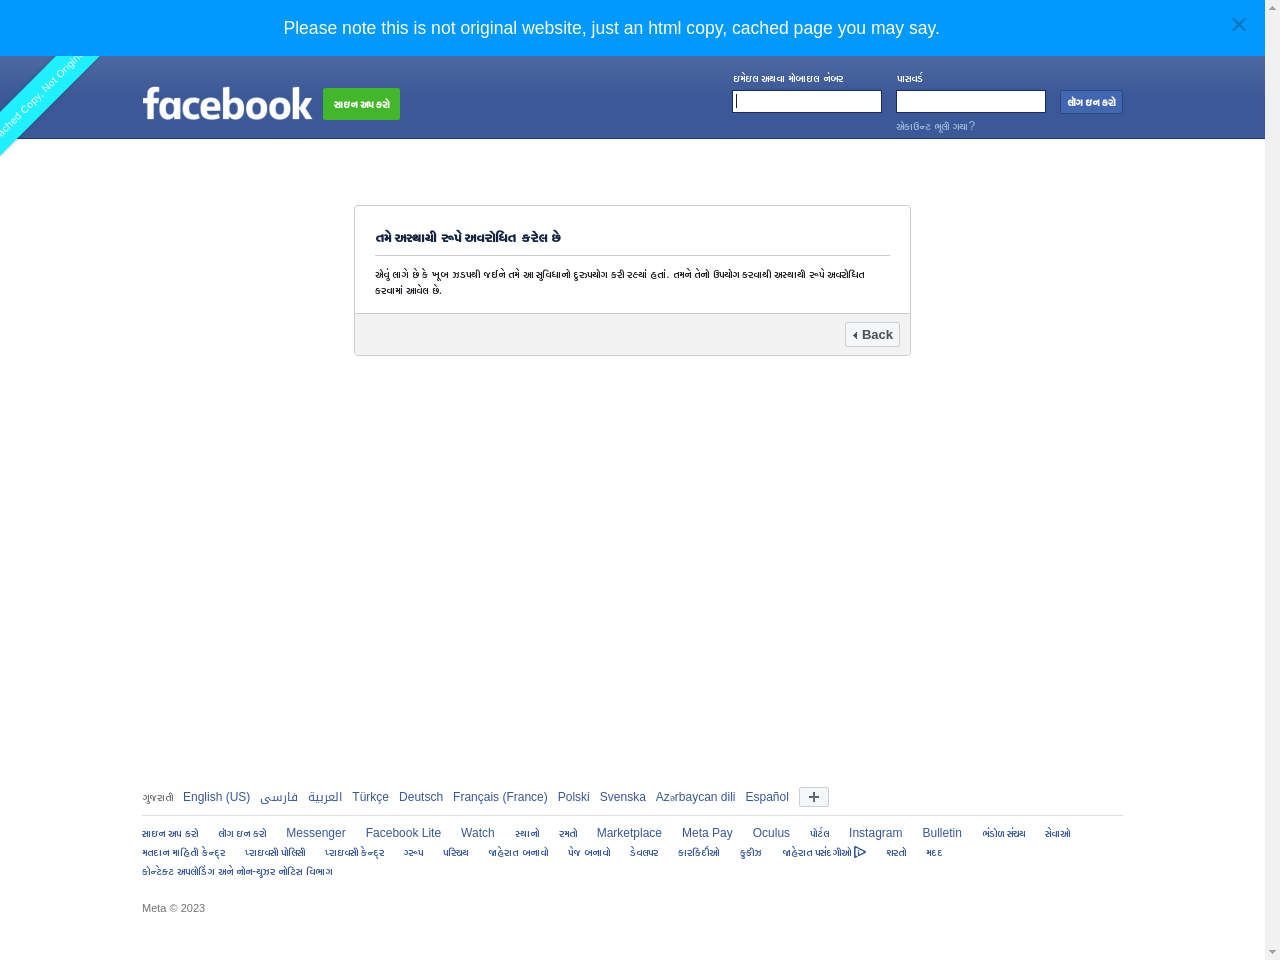 Please note this is not original website, just an html copy, cached page you may say.
Cached Copy, Not Original
facebook
સાઇન અપ કરો
ઇમેઇલ અથવા મોબાઇલ નંબર
પાસવર્ડ
લોગ ઇન કરો
એકાઉન્ટ ભૂલી ગયા?
તમે અસ્થાયી રૂપે અવરોધિત કરેલ છે
એવું લાગે છે કે ખૂબ ઝડપથી જઈને તમે આ સુવિધાનો દુરુપયોગ કરી રહ્યાં હતાં. તમને તેનો ઉપયોગ કરવાથી અસ્થાયી રૂપે અવરોધિત
કરવામાં આવેલ છે.
Back
ગુજરાતી English (US) فارسی العربية Türkçe Deutsch Français (France) Polski Svenska Azərbaycan dili Español
સાઇન અપ કરો લોગ ઇન કરો Messenger Facebook Lite Watch સ્થાનો રમતો Marketplace Meta Pay Oculus પોર્ટલ Instagram Bulletin ભંડોળ સંચય સેવાઓ
મતદાન માહિતી કેન્દ્ર પ્રાઇવસી પોલિસી પ્રાઇવસી કેન્દ્ર ગ્રૂપ પરિચય જાહેરાત બનાવો પેજ બનાવો ડેવલપર કારકિર્દીઓ કુકીઝ જાહેરાત પસંદગીઓ શરતો મદદ
કોન્ટેક્ટ અપલોડિંગ અને નોન-યુઝર નોટિસ વિભાગ
Meta © 2023